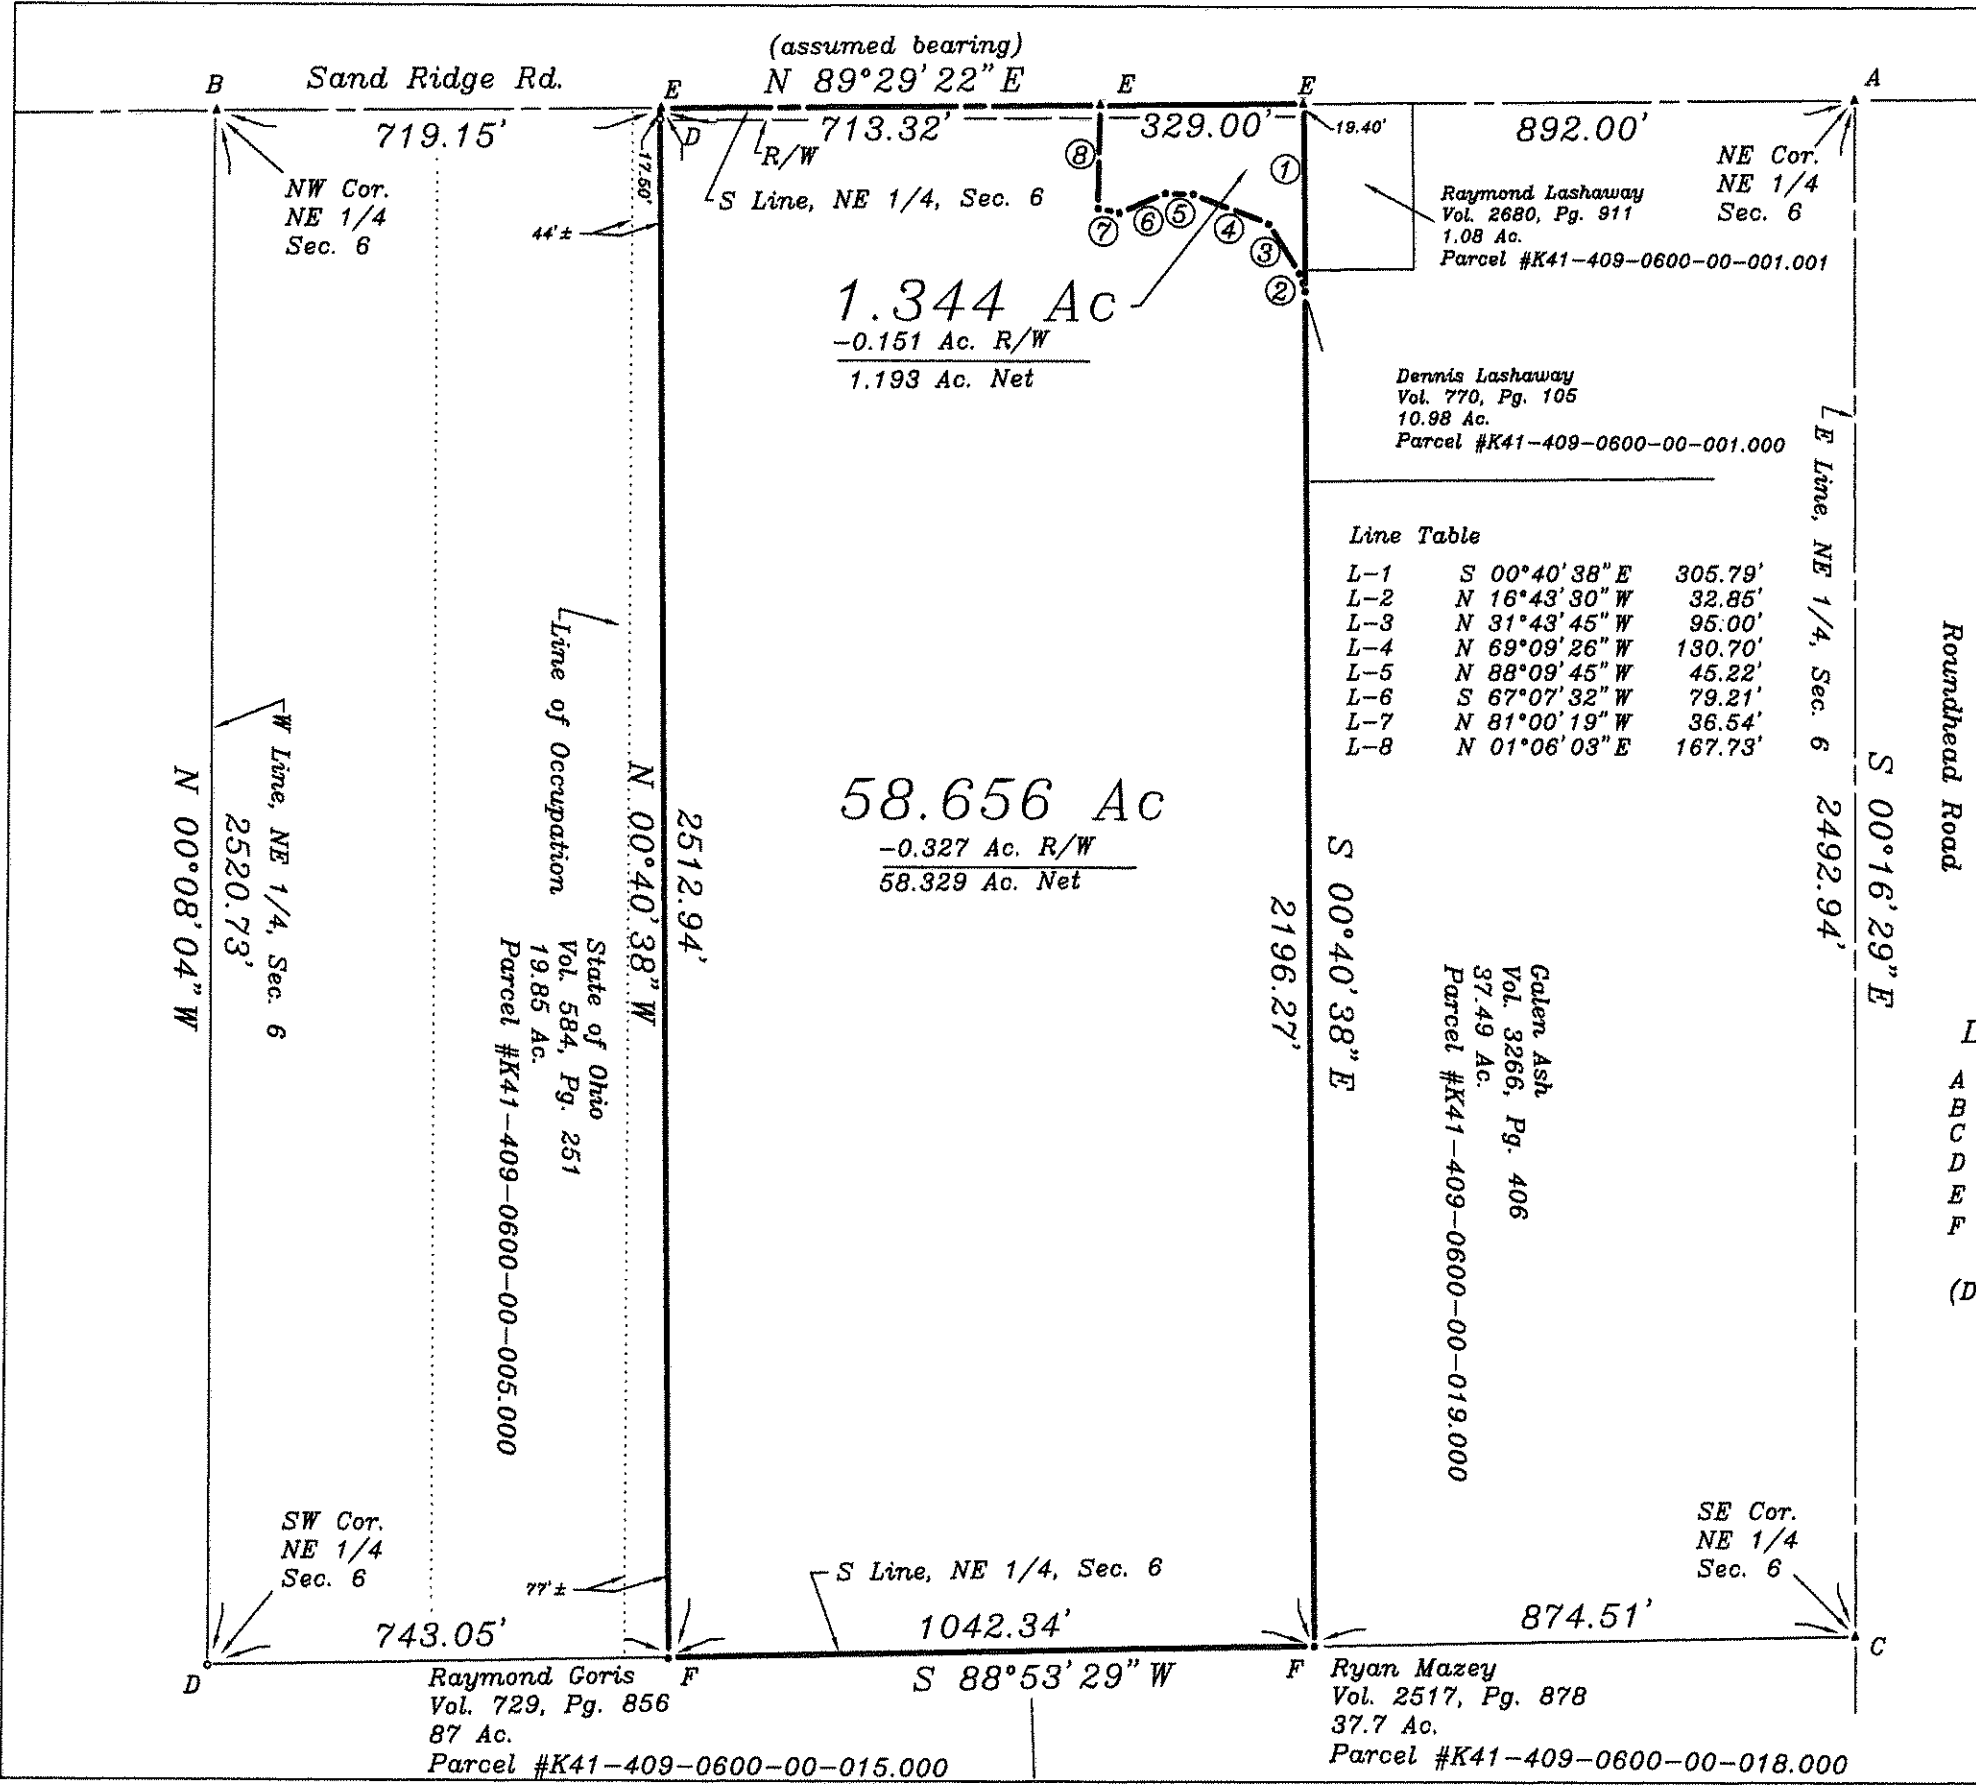 (assumed bearing)
N 89°29'22" E
Sand Ridge Rd.
B
E
E
E
A
719.15'
D
713.32'
329.00'
19.40'
892.00'
R/W
17.50'
8
1
NW Cor.
NE 1/4
Sec. 6
S Line, NE 1/4, Sec. 6
44'±
7
6
5
4
3
2
NE Cor.
NE 1/4
Sec. 6
Raymond Lashaway
Vol. 2680, Pg. 911
1.08 Ac.
Parcel #K41-409-0600-00-001.001
1.344 Ac
-0.151 Ac. R/W
1.193 Ac. Net
Dennis Lashaway
Vol. 770, Pg. 105
10.98 Ac.
Parcel #K41-409-0600-00-001.000
Line Table
L-1 S 00°40'38" E 305.79'
L-2 N 16°43'30" W 32.85'
L-3 N 31°43'45" W 95.00'
L-4 N 69°09'26" W 130.70'
L-5 N 88°09'45" W 45.22'
L-6 S 67°07'32" W 79.21'
L-7 N 81°00'19" W 36.54'
L-8 N 01°06'03" E 167.73'
E Line, NE 1/4, Sec. 6
2492.94'
S 00°16'29" E
Roundhead Road
W Line, NE 1/4, Sec. 6
2520.73'
N 00°08'04" W
Line of Occupation
N 00°40'38" W
2512.94'
58.656 Ac
-0.327 Ac. R/W
58.329 Ac. Net
S 00°40'38" E
2196.27'
State of Ohio
Vol. 584, Pg. 251
19.85 Ac.
Parcel #K41-409-0600-00-005.000
Galen Ash
Vol. 3266, Pg. 406
37.49 Ac.
Parcel #K41-409-0600-00-019.000
A
B
C
D
E
F
(D
SW Cor.
NE 1/4
Sec. 6
77'±
S Line, NE 1/4, Sec. 6
SE Cor.
NE 1/4
Sec. 6
743.05'
1042.34'
874.51'
D
F
S 88°53'29" W
F
C
Raymond Goris
Vol. 729, Pg. 856
87 Ac.
Parcel #K41-409-0600-00-015.000
Ryan Mazey
Vol. 2517, Pg. 878
37.7 Ac.
Parcel #K41-409-0600-00-018.000